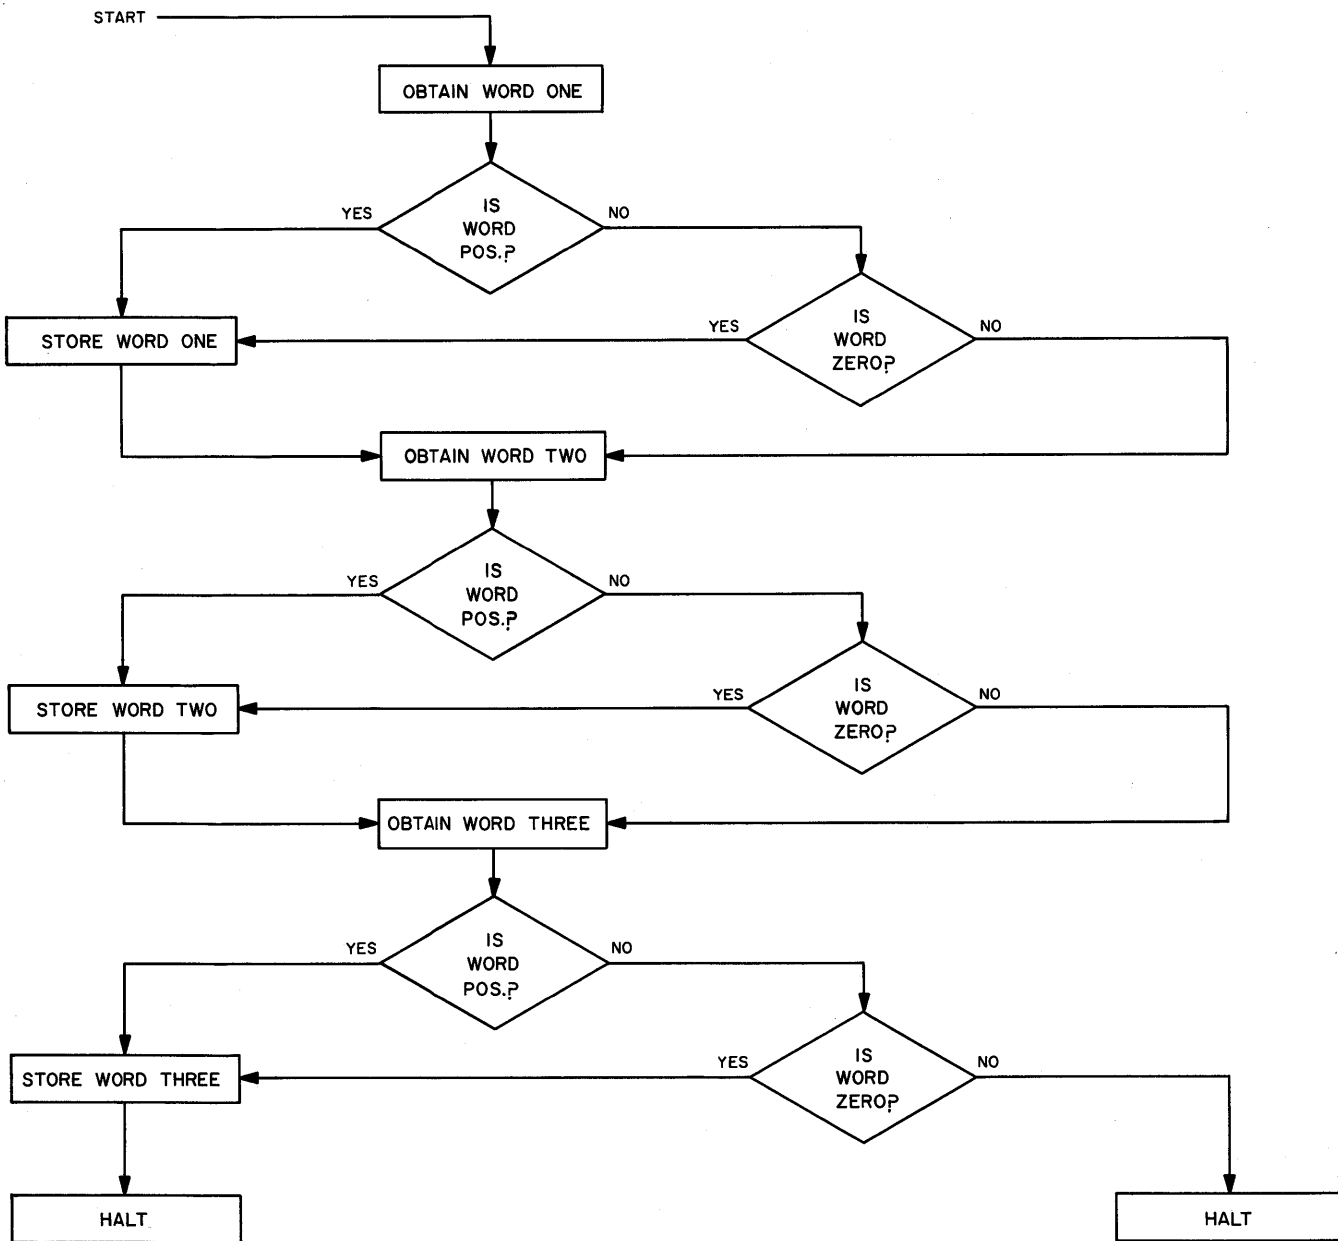 START
OBTAIN WORD ONE
YES
IS
WORD
POS.?
NO
STORE WORD ONE
YES
IS
WORD
ZERO?
NO
OBTAIN WORD TWO
YES
IS
WORD
POS.?
NO
STORE WORD TWO
YES
IS
WORD
ZERO?
NO
OBTAIN WORD THREE
YES
IS
WORD
POS.?
NO
STORE WORD THREE
YES
IS
WORD
ZERO?
NO
HALT
HALT